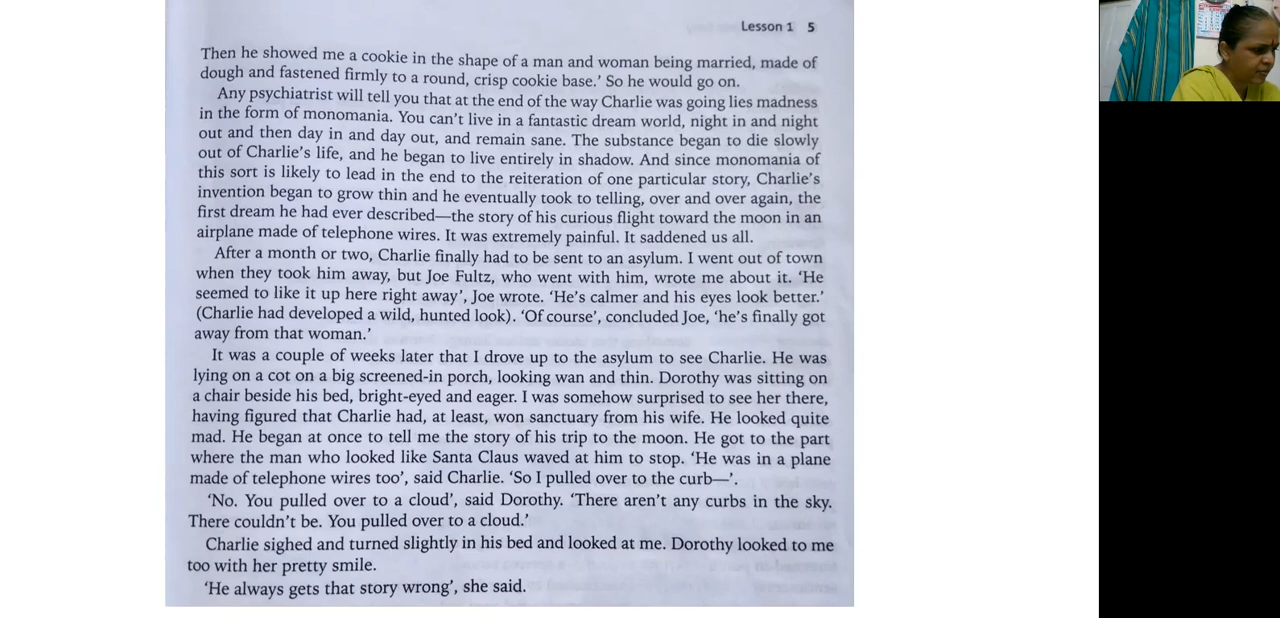 Lesson 1 5
Then he showed me a cookie in the shape of a man and woman being married, made of
dough and fastened firmly to a round, crisp cookie base.' So he would go on.
Any psychiatrist will tell you that at the end of the way Charlie was going lies madness
in the form of monomania. You can't live in a fantastic dream world, night in and night
out and then day in and day out, and remain sane. The substance began to die slowly
out of Charlie's life, and he began to live entirely in shadow. And since monomania of
this sort is likely to lead in the end to the reiteration of one particular story, Charlie's
invention began to grow thin and he eventually took to telling, over and over again, the
first dream he had ever described—the story of his curious flight toward the moon in an
airplane made of telephone wires. It was extremely painful. It saddened us all.
After a month or two, Charlie finally had to be sent to an asylum. I went out of town
when they took him away, but Joe Fultz, who went with him, wrote me about it. 'He
seemed to like it up here right away', Joe wrote. 'He's calmer and his eyes look better.'
(Charlie had developed a wild, hunted look). 'Of course', concluded Joe, 'he's finally got
away from that woman.'
It was a couple of weeks later that I drove up to the asylum to see Charlie. He was
lying on a cot on a big screened-in porch, looking wan and thin. Dorothy was sitting on
a chair beside his bed, bright-eyed and eager. I was somehow surprised to see her there,
having figured that Charlie had, at least, won sanctuary from his wife. He looked quite
mad. He began at once to tell me the story of his trip to the moon. He got to the part
where the man who looked like Santa Claus waved at him to stop. 'He was in a plane
made of telephone wires too', said Charlie. 'So I pulled over to the curb—'.
'No. You pulled over to a cloud', said Dorothy. 'There aren't any curbs in the sky.
There couldn't be. You pulled over to a cloud.'
Charlie sighed and turned slightly in his bed and looked at me. Dorothy looked to me
too with her pretty smile.
'He always gets that story wrong', she said.